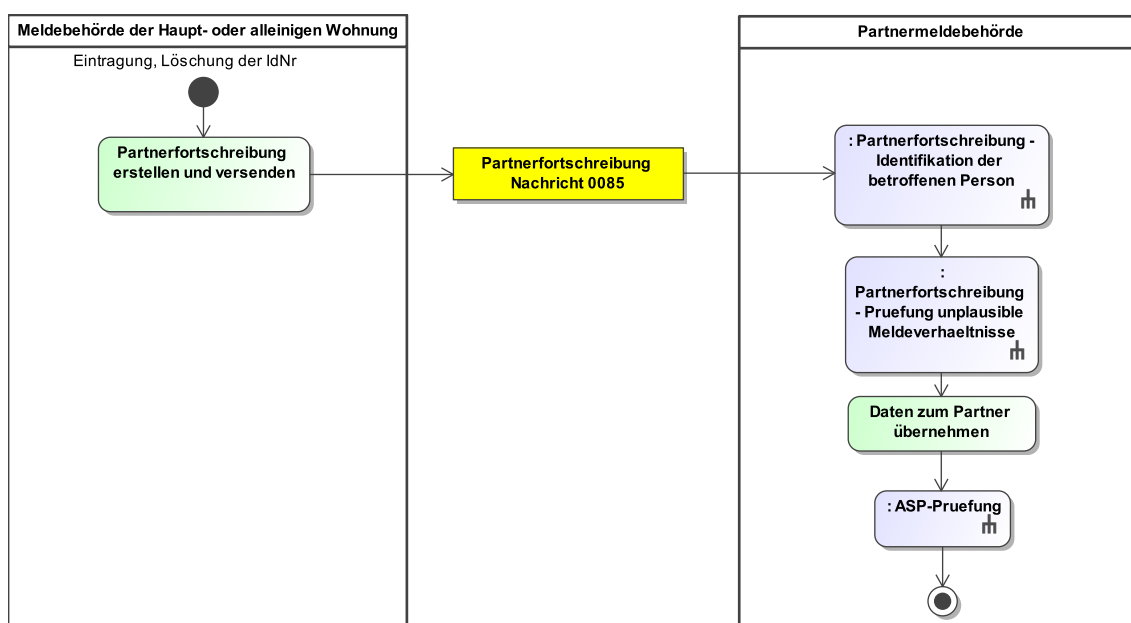 Meldebehörde der Haupt- oder alleinigen Wohnung
Eintragung, Löschung der IdNr
Partnerfortschreibung
erstellen und versenden
Partnerfortschreibung
Nachricht 0085
Partnermeldebehörde
: Partnerfortschreibung -
Identifikation der
betroffenen Person
:
Partnerfortschreibung
- Pruefung unplausible
Meldeverhaeltnisse
Daten zum Partner
übernehmen
: ASP-Pruefung